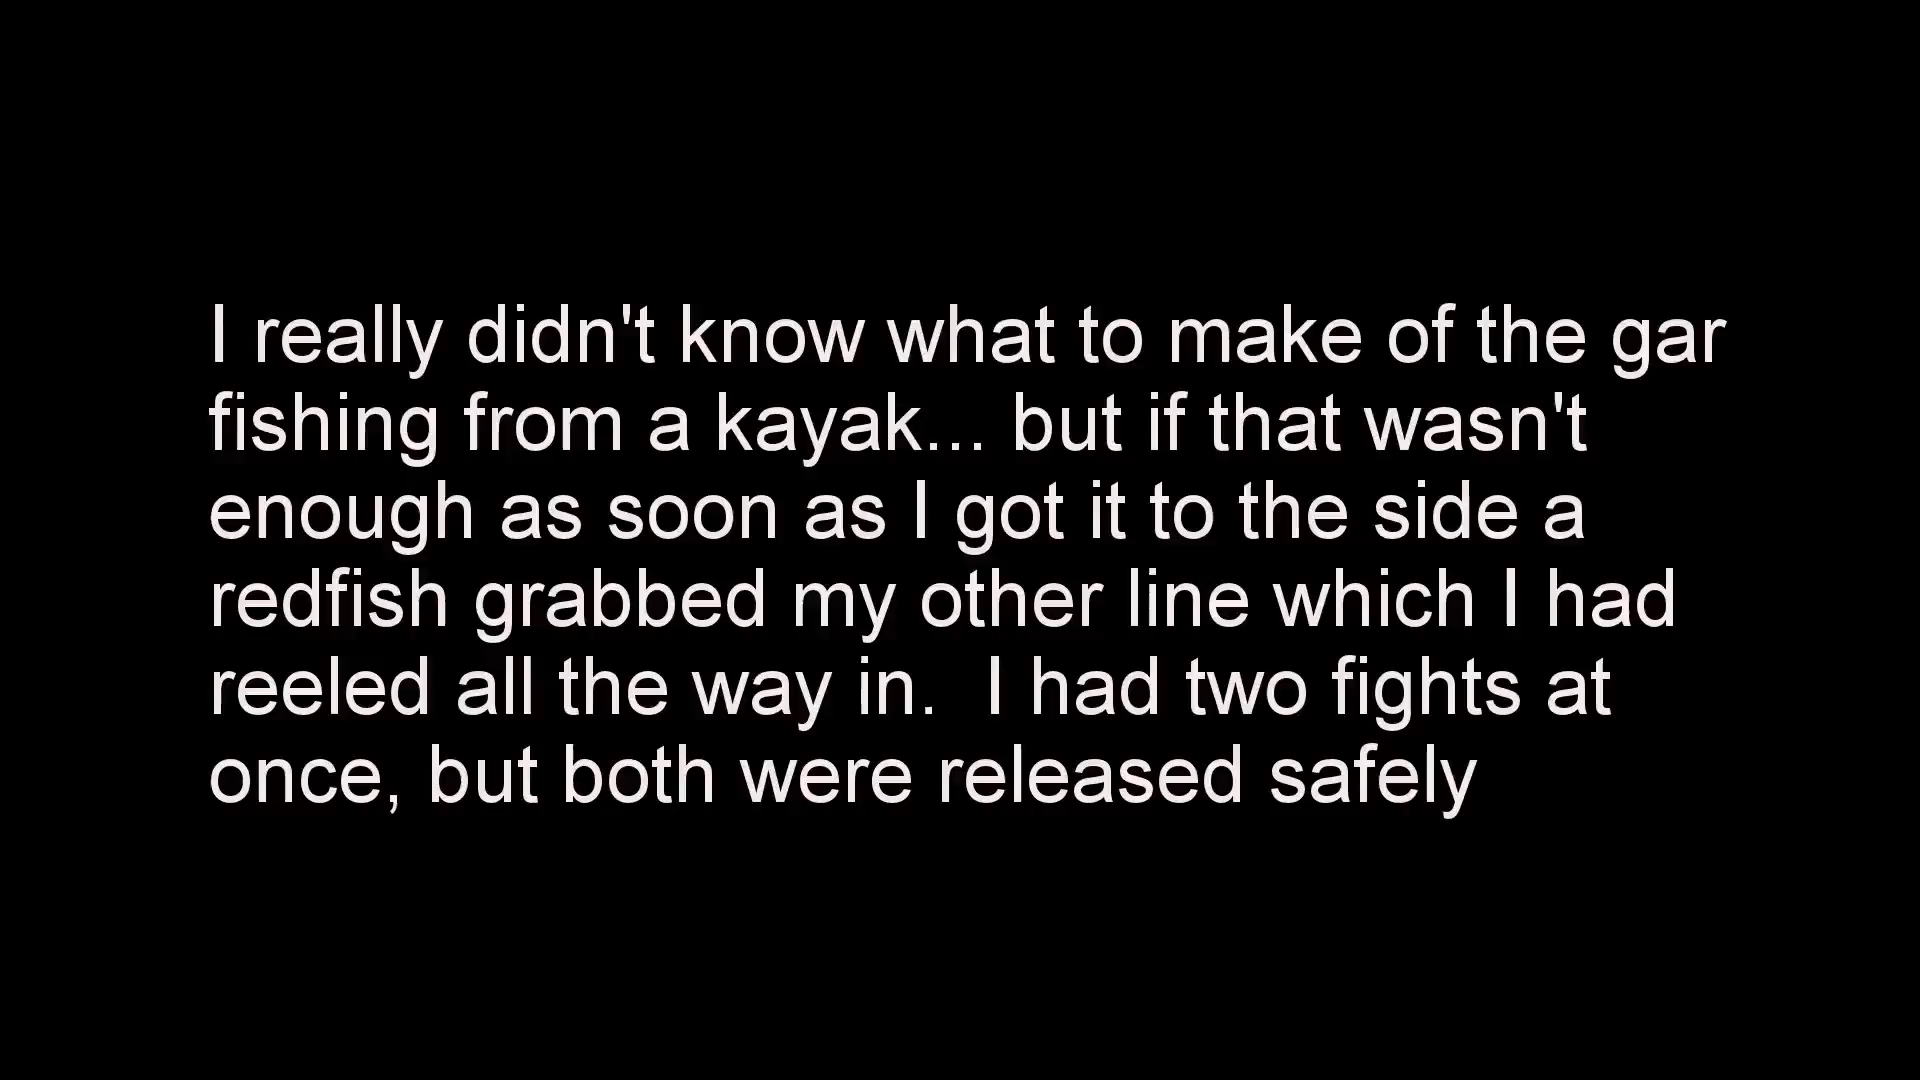 I really didn't know what to make of the gar
fishing from a kayak... but if that wasn't
enough as soon as I got it to the side a
redfish grabbed my other line which I had
reeled all the way in.  I had two fights at
once, but both were released safely